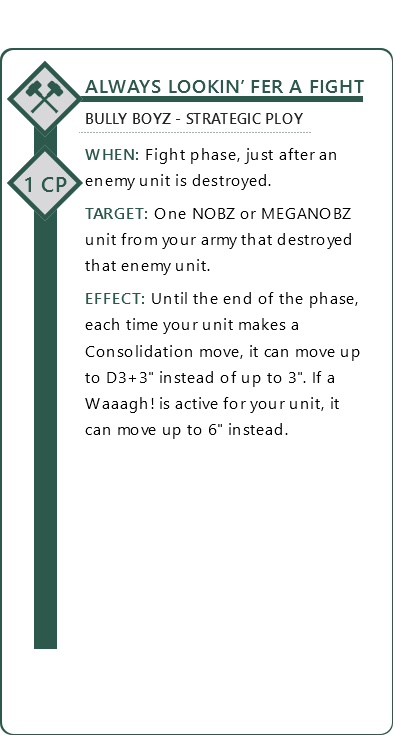 ALWAYS LOOKIN’ FER A FIGHT
BULLY BOYZ - STRATEGIC PLOY
WHEN: Fight phase, just after an
enemy unit is destroyed.
1 CP
TARGET: One NOBZ or MEGANOBZ
unit from your army that destroyed
that enemy unit.
EFFECT: Until the end of the phase,
each time your unit makes a
Consolidation move, it can move up
to D3+3" instead of up to 3". If a
Waaagh! is active for your unit, it
can move up to 6" instead.